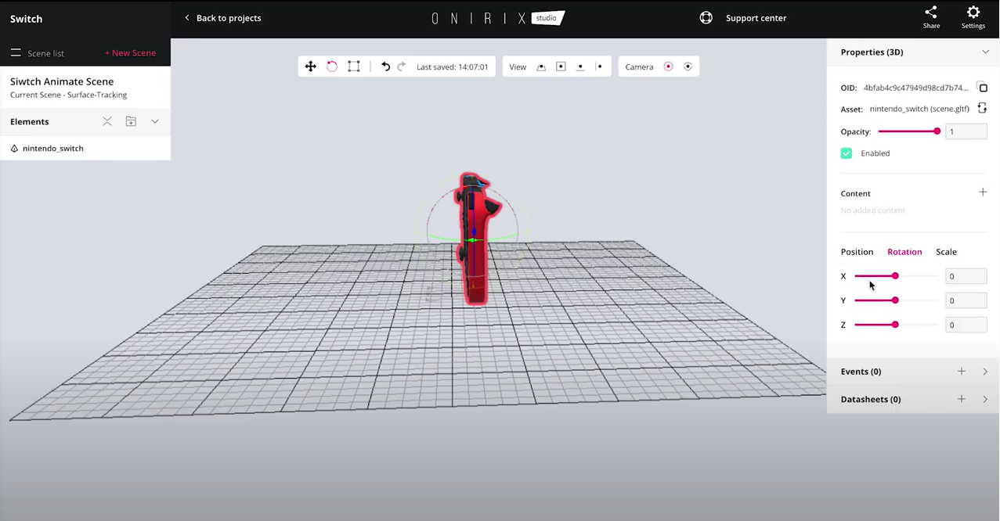 Switch
Back to projects
ONIRIX studio
Support center
Share
Settings
Scene list
+ New Scene
Siwtch Animate Scene
Current Scene - Surface-Tracking
Elements
nintendo_switch
Last saved: 14:07:01
View
Camera
Properties (3D)
OID: 4bfab4c9c47949d98cd7b74...
Asset: nintendo_switch (scene.gltf)
Opacity: 1
Enabled
Content
No added content
Position Rotation Scale
X 0
Y 0
Z 0
Events (0)
Datasheets (0)